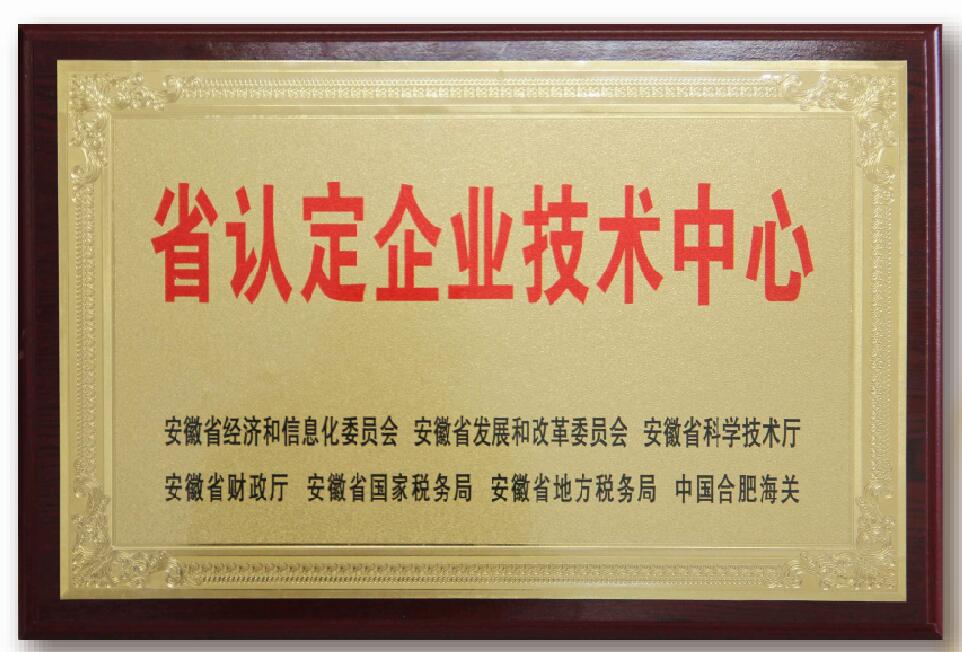 省认定企业技术中心
安徽省经济和信息化委员会 安徽省发展和改革委员会 安徽省科学技术厅
安徽省财政厅 安徽省国家税务局 安徽省地方税务局 中国合肥海关